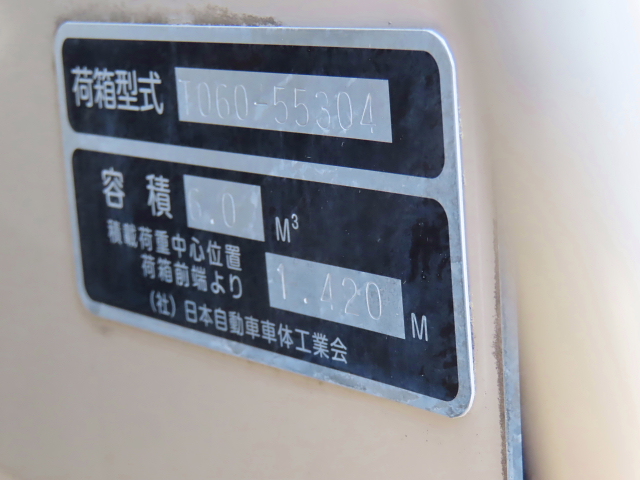 荷箱型式 T060-55304
容積 6.0 M³
積載荷重中心位置
荷箱前端より 1.420 M
(社)日本自動車車体工業会